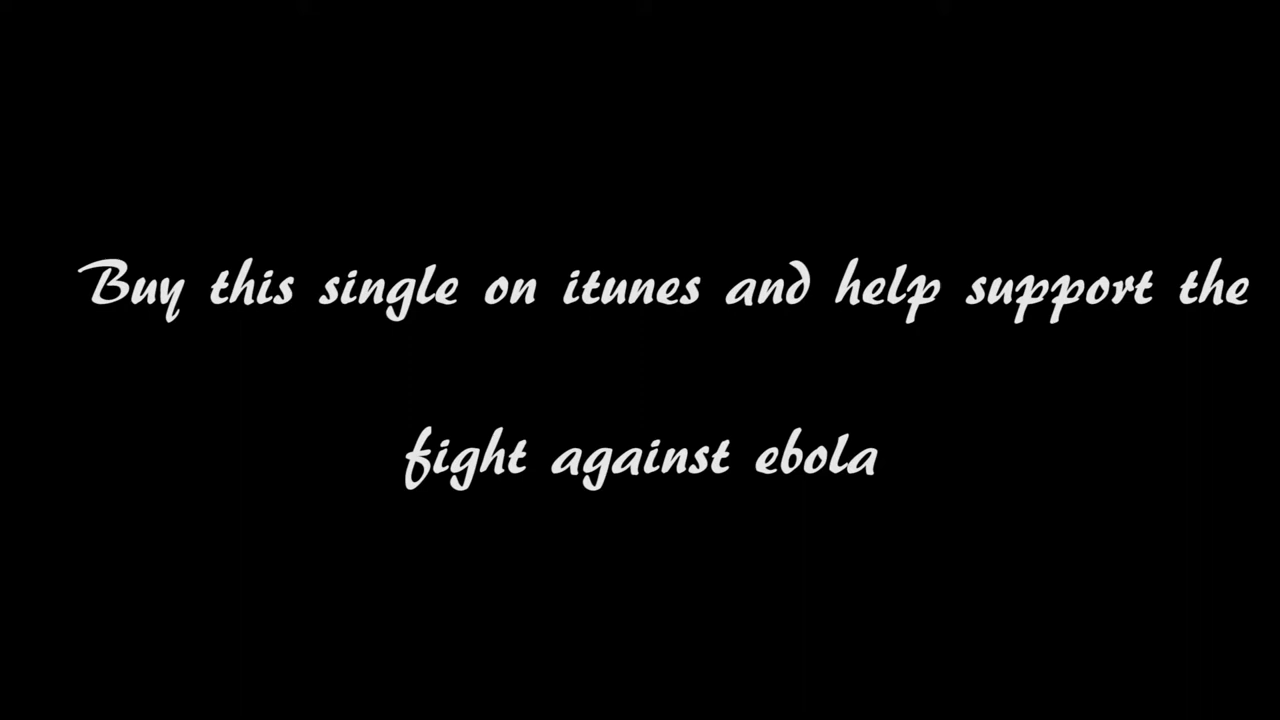 Buy this single on itunes and help support the
fight against ebola